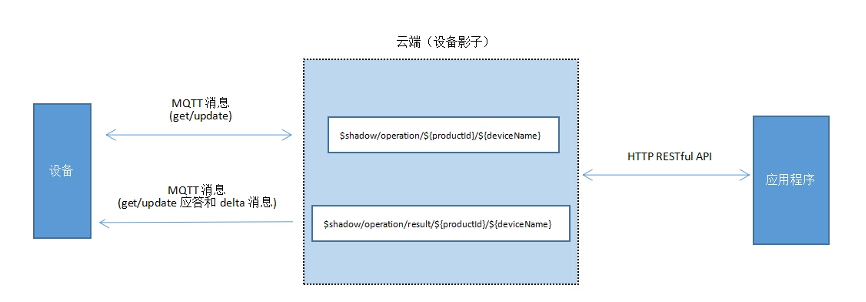 云端（设备影子）
MQTT 消息
(get/update)
$shadow/operation/${productId}/${deviceName}
设备
HTTP RESTful API
应用程序
MQTT 消息
(get/update 应答和 delta 消息)
$shadow/operation/result/${productId}/${deviceName}